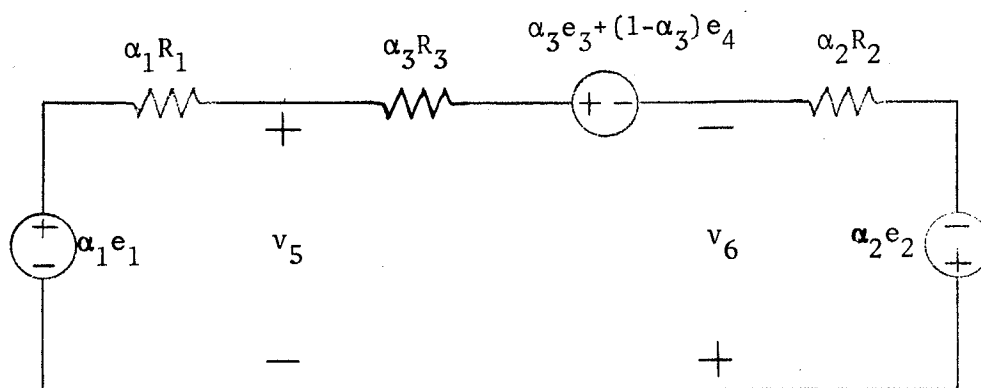 α₃e₃+(1-α₃)e₄
α₁R₁ α₃R₃ α₂R₂
+ + - -
+ - α₁e₁ v₅ v₆ α₂e₂ - +
- +